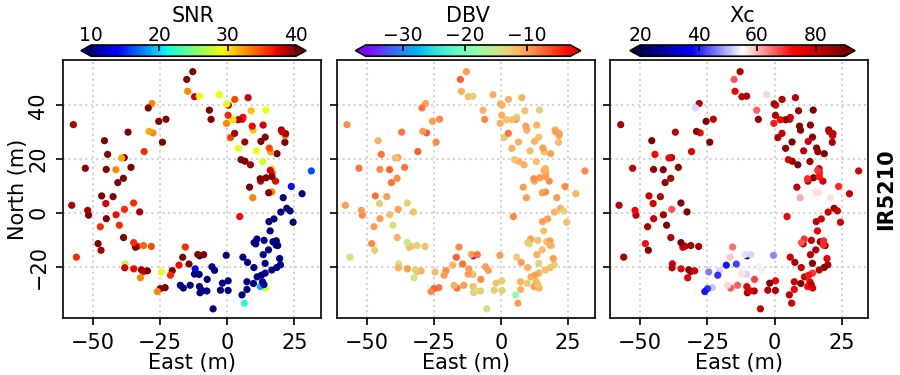 SNR DBV Xc
10 20 30 40 −30 −20 −10 20 40 60 80
40
20
0
−20
North (m)
IR5210
−50 −25 0 25 −50 −25 0 25 −50 −25 0 25
East (m) East (m) East (m)